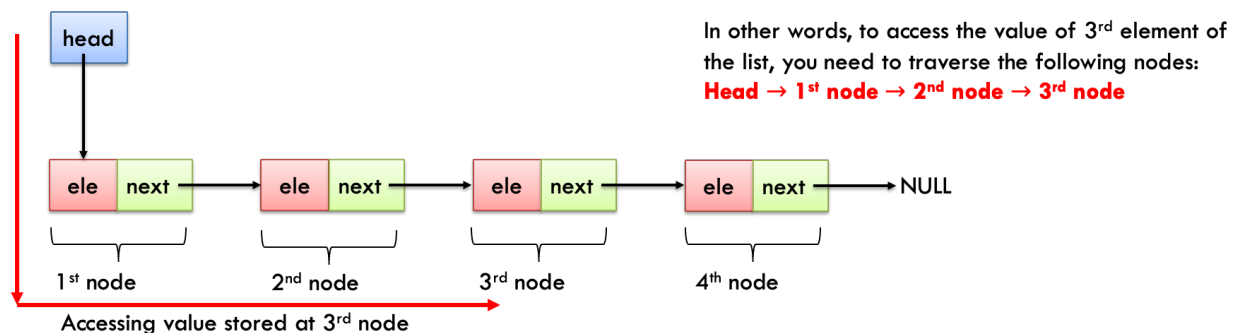 head
In other words, to access the value of 3rd element of
the list, you need to traverse the following nodes:
Head → 1st node → 2nd node → 3rd node
ele next ele next ele next ele next NULL
1st node 2nd node 3rd node 4th node
Accessing value stored at 3rd node